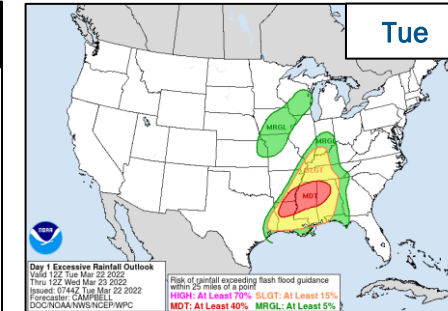 Tue
MRGL
MRGL
SLGT
MDT
NOAA
Day 1 Excessive Rainfall Outlook
Valid 12Z Tue Mar 22 2022
Thru 12Z Wed Mar 23 2022
Issued: 0744Z Tue Mar 22 2022
Forecaster: CAMPBELL
DOC/NOAA/NWS/NCEP/WPC
Risk of rainfall exceeding flash flood guidance
within 25 miles of a point
HIGH: At Least 70% SLGT: At Least 15%
MDT: At Least 40% MRGL: At Least 5%